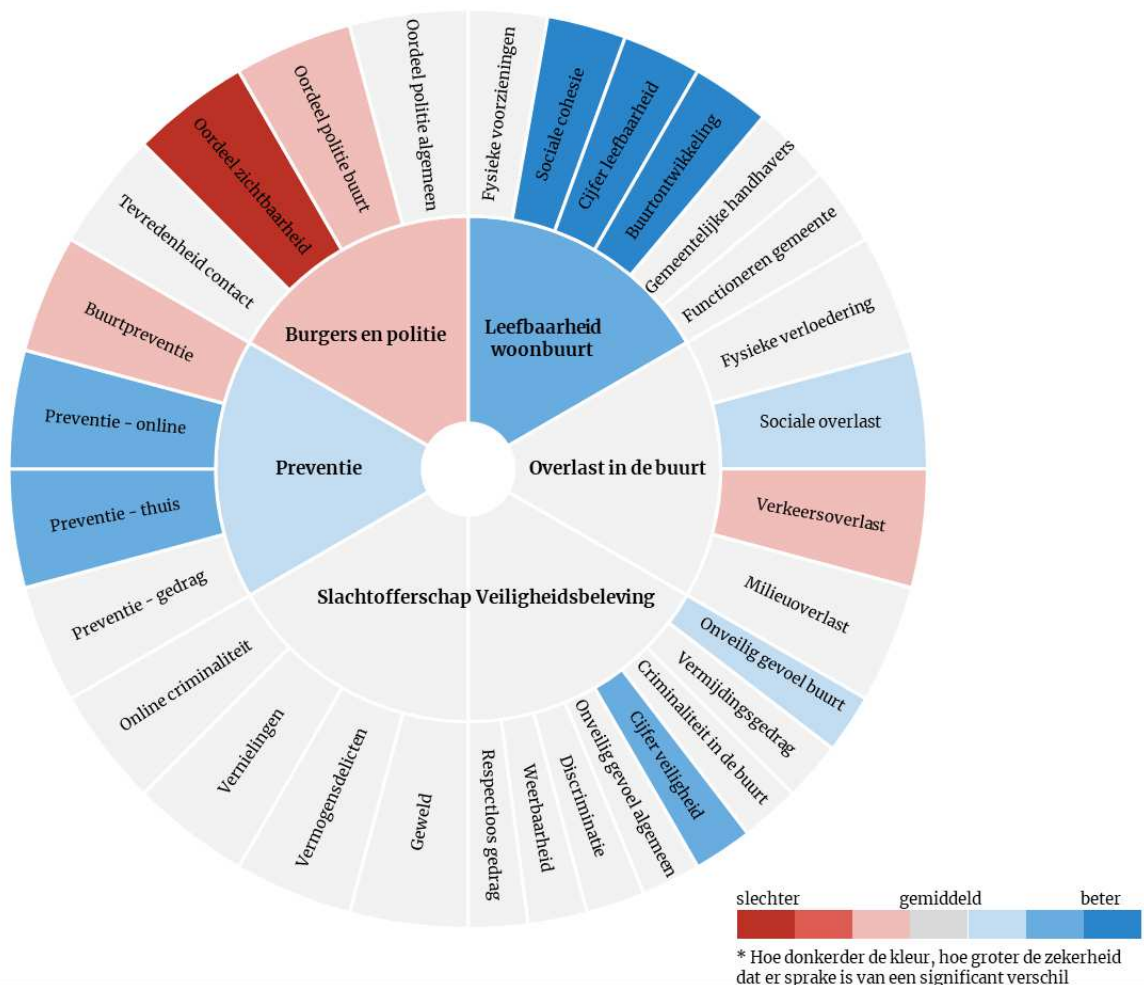 Fysieke voorzieningen
Sociale cohesie
Cijfer leefbaarheid
Buurtontwikkeling
Gemeentelijke handhavers
Functioneren gemeente
Fysieke verloedering
Sociale overlast
Verkeersoverlast
Milieuoverlast
Onveilig gevoel buurt
Vermijdingsgedrag
Criminaliteit in de buurt
Cijfer veiligheid
Onveilig gevoel algemeen
Discriminatie
Weerbaarheid
Respectloos gedrag
Geweld
Vermogensdelicten
Vernielingen
Online criminaliteit
Preventie - gedrag
Preventie - thuis
Preventie - online
Buurtpreventie
Tevredenheid contact
Oordeel zichtbaarheid
Oordeel politie buurt
Oordeel politie algemeen
Burgers en politie
Leefbaarheid
woonbuurt
Preventie
Overlast in de buurt
Slachtofferschap
Veiligheidsbeleving
slechter gemiddeld beter
* Hoe donkerder de kleur, hoe groter de zekerheid
dat er sprake is van een significant verschil